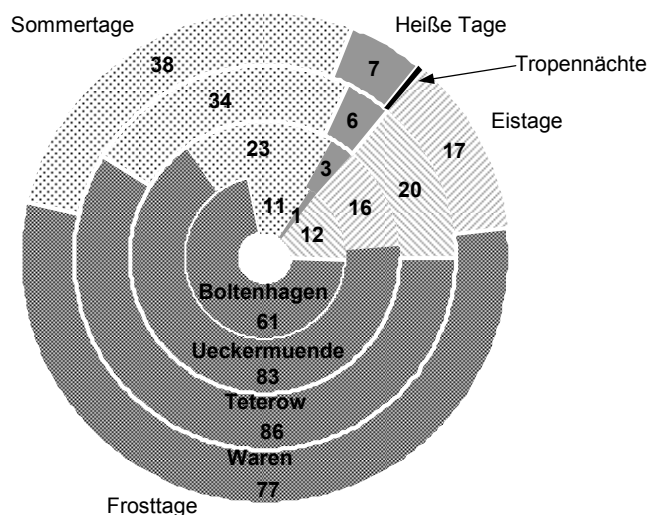 Sommertage
Heiße Tage
Tropennächte
Eistage
38
7
34
6
17
23
3
20
11
1
16
12
Boltenhagen
61
Ueckermuende
83
Teterow
86
Waren
77
Frosttage